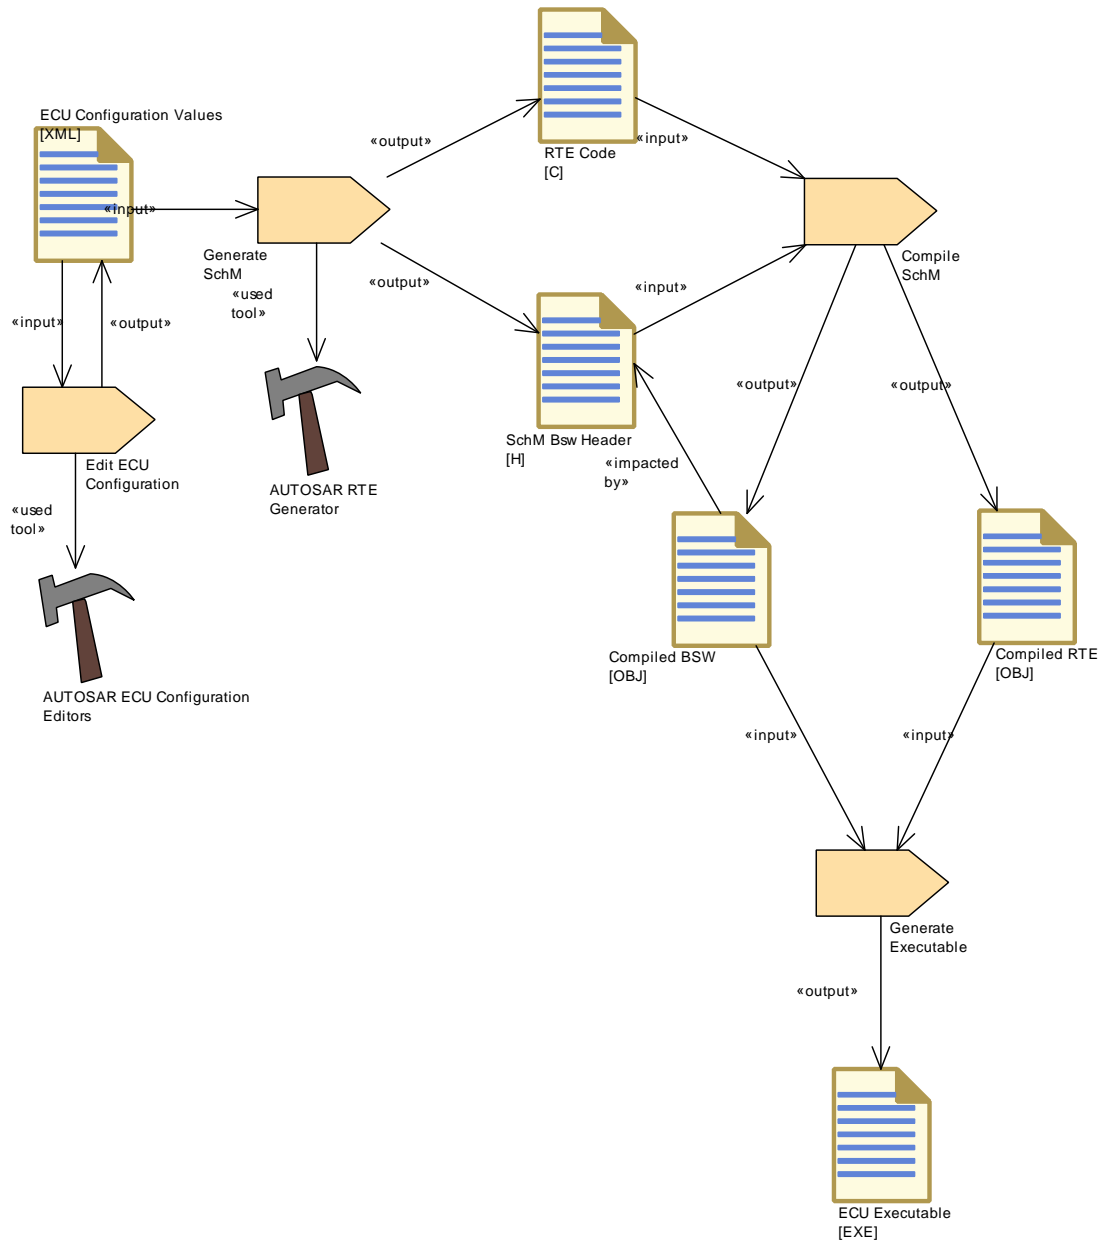 ECU Configuration Values
[XML]
«output»
RTE Code
[C]
«input»
«input»
Generate
SchM
Compile
SchM
«used
tool»
«output»
«input»
SchM Bsw Header
[H]
«input»
«output»
Edit ECU
Configuration
«used
tool»
AUTOSAR RTE
Generator
«impacted
by»
«output»
«output»
AUTOSAR ECU Configuration
Editors
Compiled BSW
[OBJ]
Compiled RTE
[OBJ]
«input»
«input»
Generate
Executable
«output»
ECU Executable
[EXE]